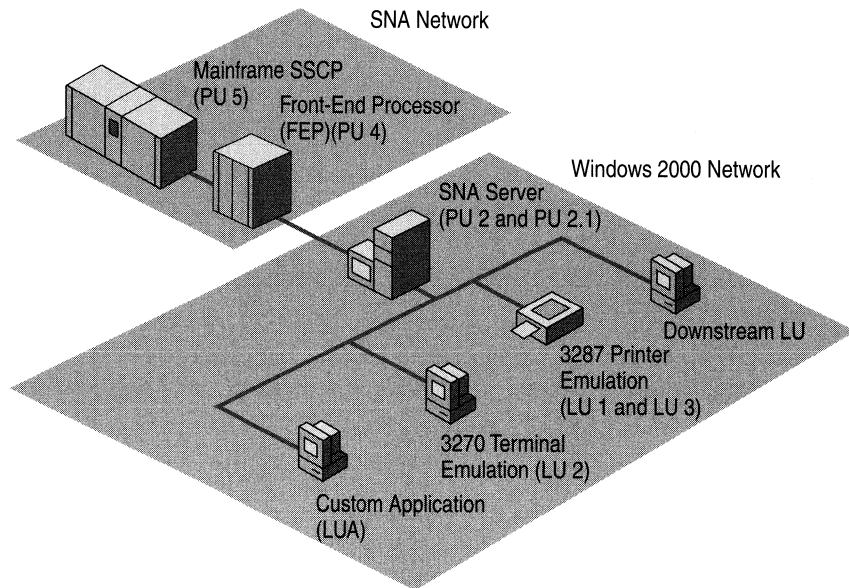 SNA Network
Mainframe SSCP
(PU 5)
Front-End Processor
(FEP)(PU 4)
Windows 2000 Network
SNA Server
(PU 2 and PU 2.1)
Downstream LU
3287 Printer
Emulation
(LU 1 and LU 3)
3270 Terminal
Emulation (LU 2)
Custom Application
(LUA)